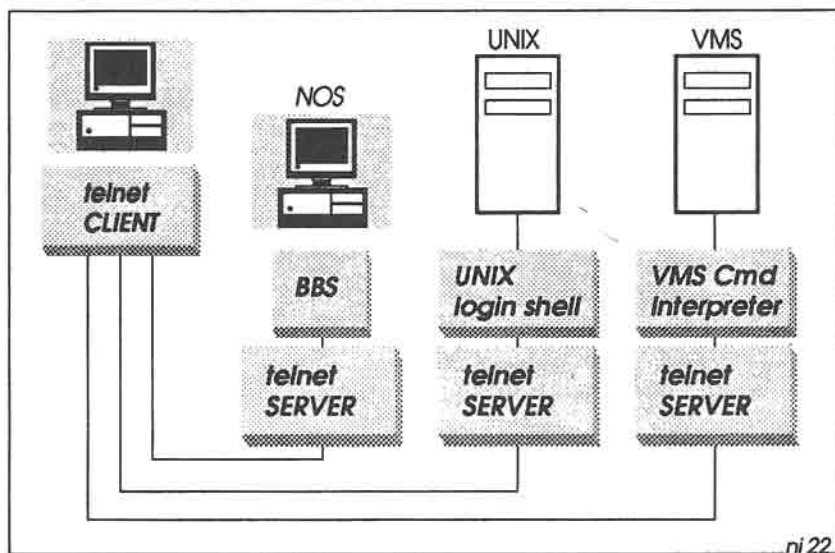 UNIX
VMS
NOS
telnet
CLIENT
BBS
UNIX
login shell
VMS Cmd
Interpreter
telnet
SERVER
telnet
SERVER
telnet
SERVER
ni 22